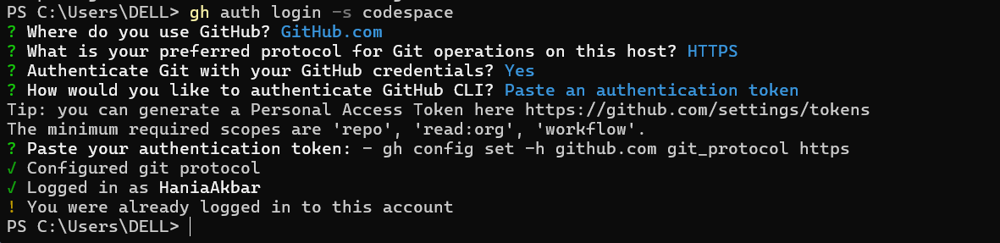 PS C:\Users\DELL> gh auth login -s codespace
? Where do you use GitHub? GitHub.com
? What is your preferred protocol for Git operations on this host? HTTPS
? Authenticate Git with your GitHub credentials? Yes
? How would you like to authenticate GitHub CLI? Paste an authentication token
Tip: you can generate a Personal Access Token here https://github.com/settings/tokens
The minimum required scopes are 'repo', 'read:org', 'workflow'.
? Paste your authentication token: - gh config set -h github.com git_protocol https
√ Configured git protocol
√ Logged in as HaniaAkbar
! You were already logged in to this account
PS C:\Users\DELL>